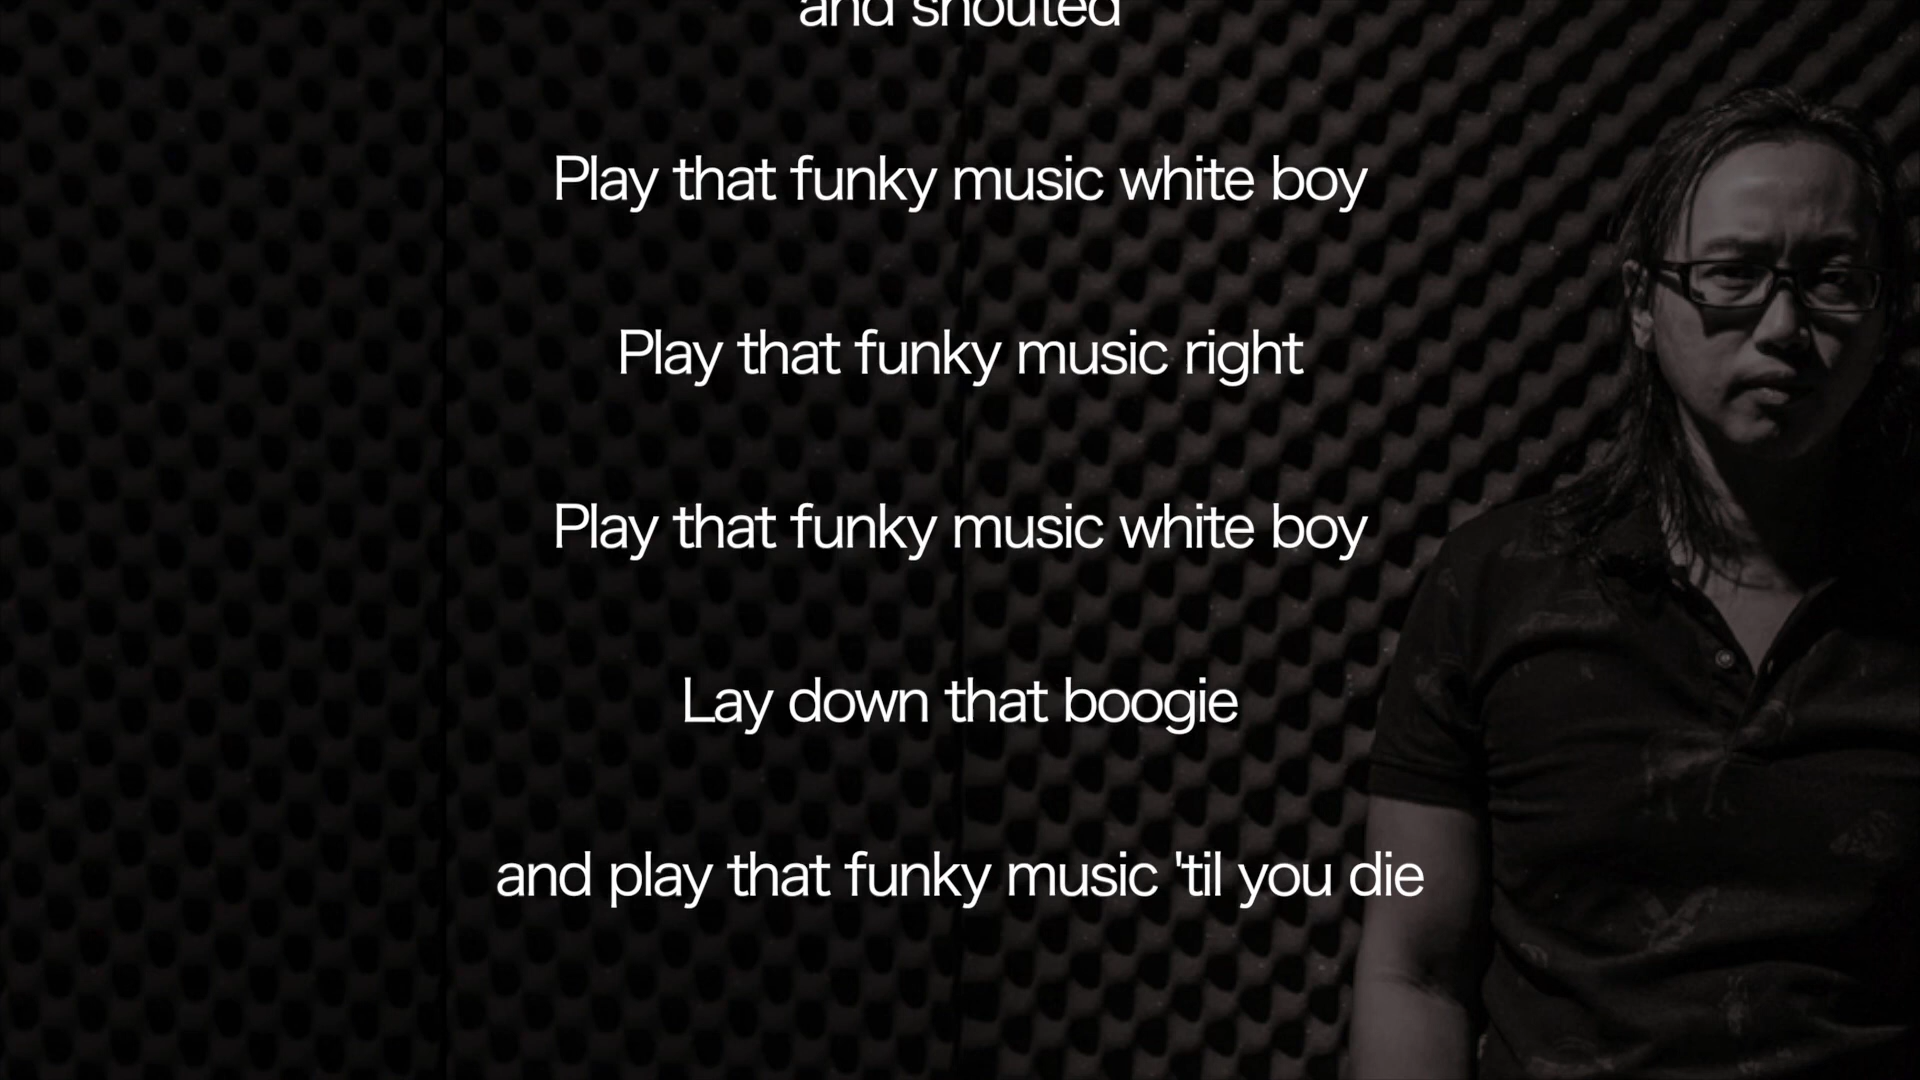 and shouted
Play that funky music white boy
Play that funky music right
Play that funky music white boy
Lay down that boogie
and play that funky music 'til you die